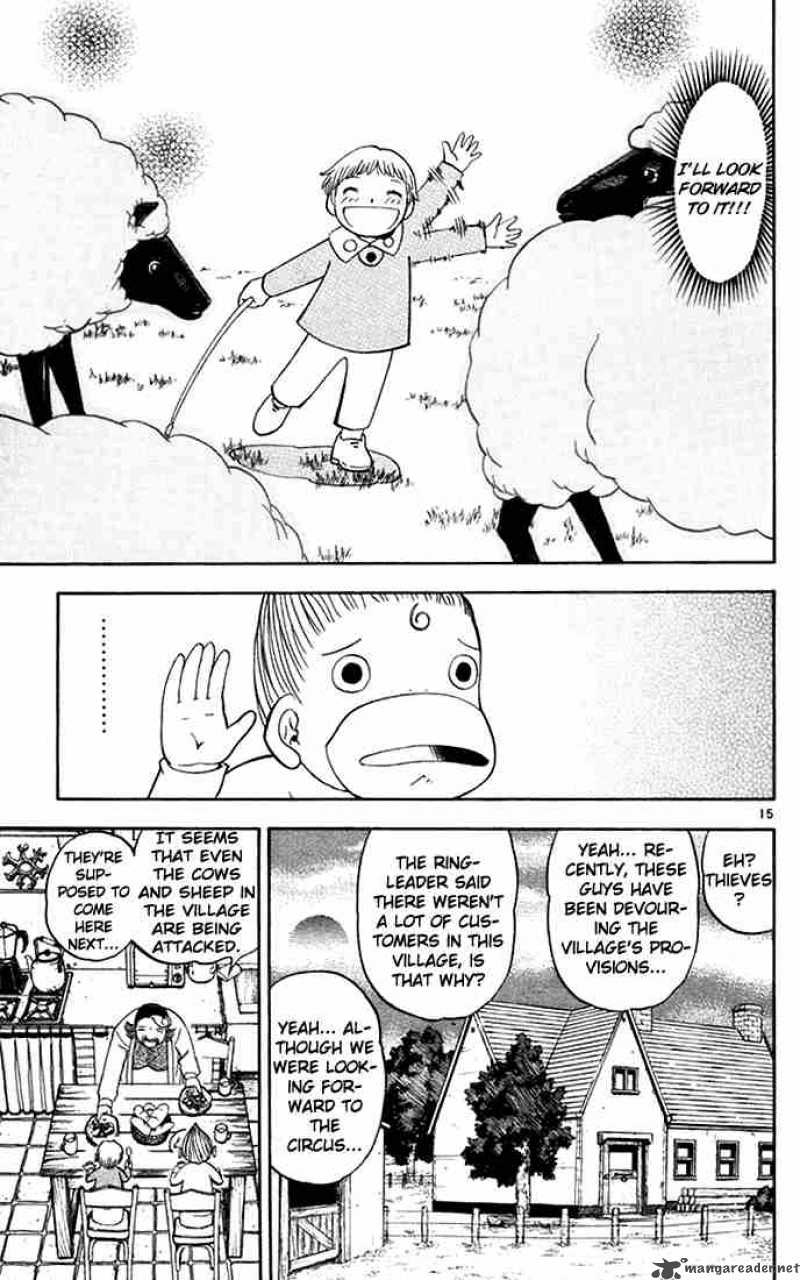 I'LL LOOK
FORWARD
TO IT!!!
15
EH?
THIEVES
?
YEAH... RE-
CENTLY, THESE
GUYS HAVE
BEEN DEVOUR-
ING THE
VILLAGE'S PRO-
VISIONS...
THE RING-
LEADER SAID
THERE WEREN'T
A LOT OF CUS-
TOMERS IN THIS
VILLAGE, IS
THAT WHY?
YEAH... AL-
THOUGH WE
WERE LOOK-
ING FOR-
WARD TO
THE
CIRCUS...
IT SEEMS
THAT EVEN
THE COWS
AND SHEEP IN
THE VILLAGE
ARE BEING
ATTACKED.
THEY'RE
SUP-
POSED TO
COME
HERE
NEXT...
mangareader.net